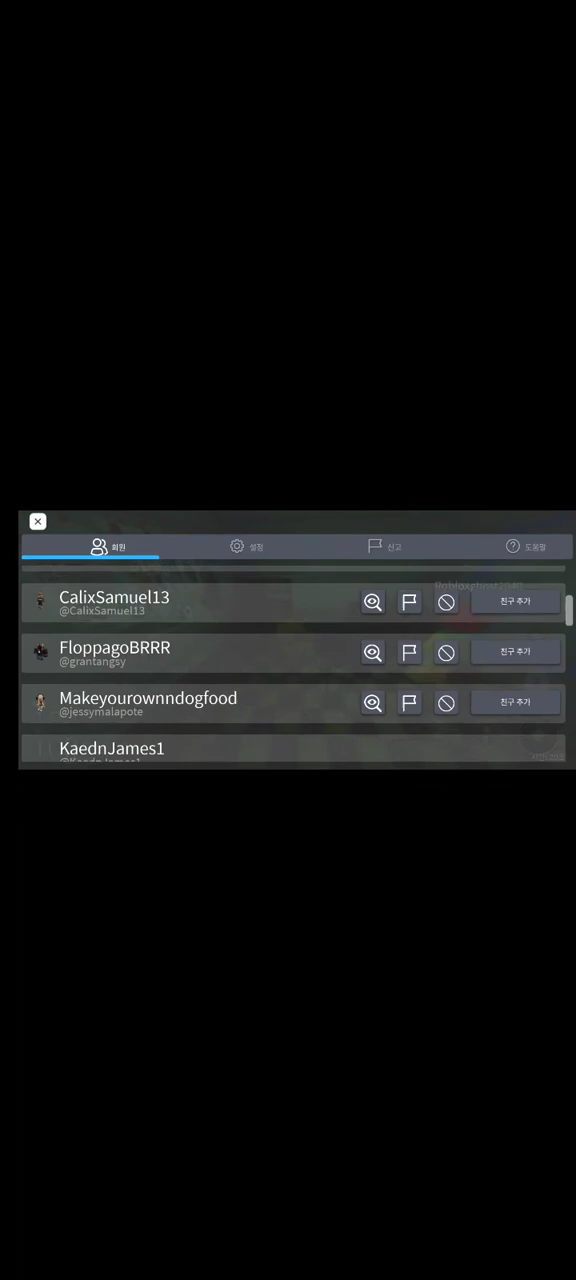 회원
설정
신고
도움말
CalixSamuel13
@CalixSamuel13
친구 추가
FloppagoBRRR
@grantangsy
친구 추가
Makeyourownndogfood
@jessymalapote
친구 추가
KaednJames1
@KaednJames1